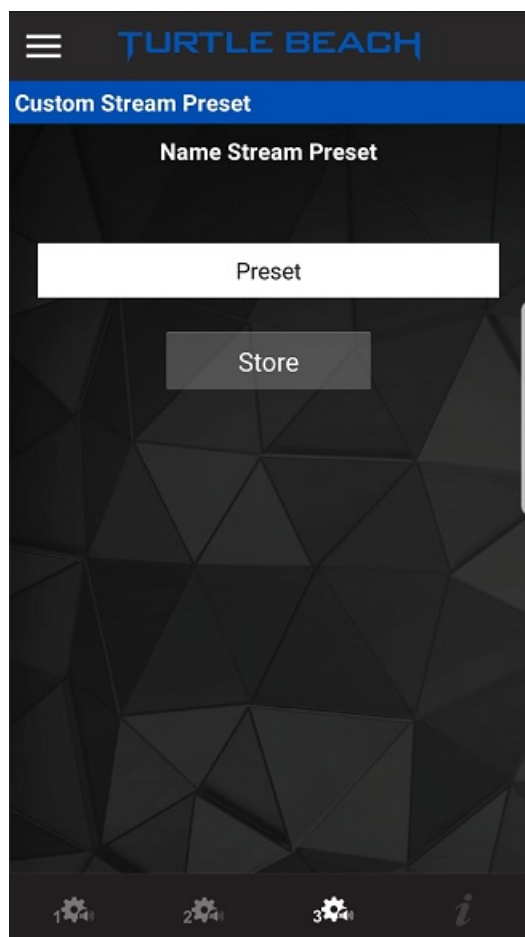 TURTLE BEACH
Custom Stream Preset
Name Stream Preset
Preset
Store
1 2 3 i